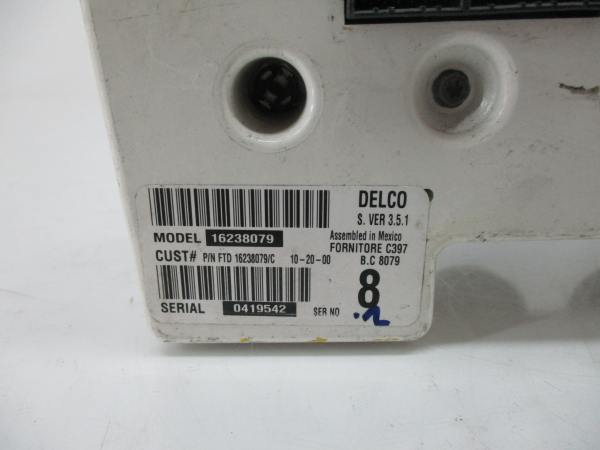 DELCO
S. VER 3.5.1
MODEL 16238079
Assembled in Mexico
FORNITORE C397
CUST# P/N FTD 16238079/C 10-20-00
B.C 8079
8
SERIAL 0419542 SER NO
.2